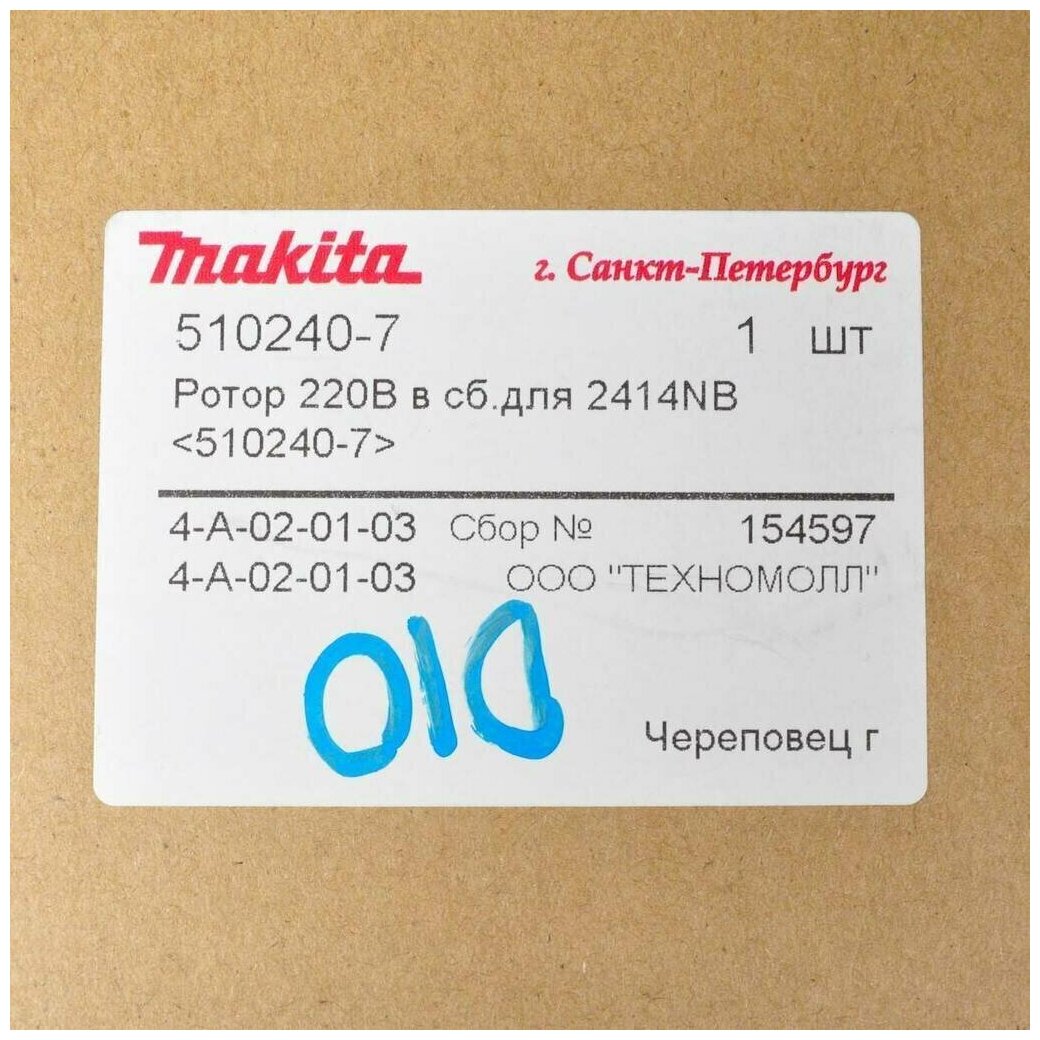 makita г. Санкт-Петербург
510240-7 1 шт
Ротор 220В в сб.для 2414NB
<510240-7>
4-А-02-01-03 Сбор № 154597
4-А-02-01-03 ООО "ТЕХНОМОЛЛ"
010
Череповец г